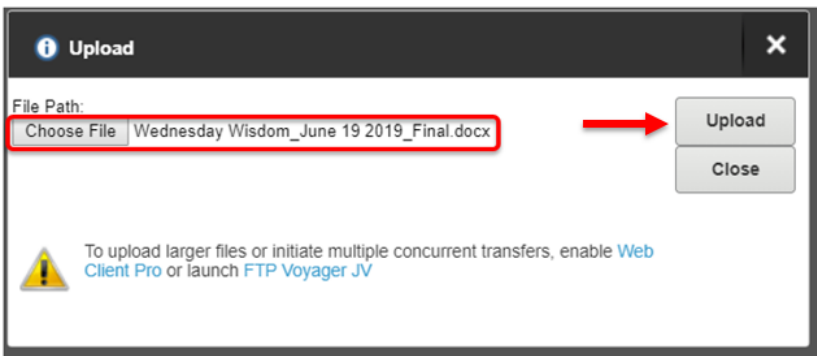 Upload
File Path:
Choose File Wednesday Wisdom_June 19 2019_Final.docx
Upload
Close
To upload larger files or initiate multiple concurrent transfers, enable Web
Client Pro or launch FTP Voyager JV